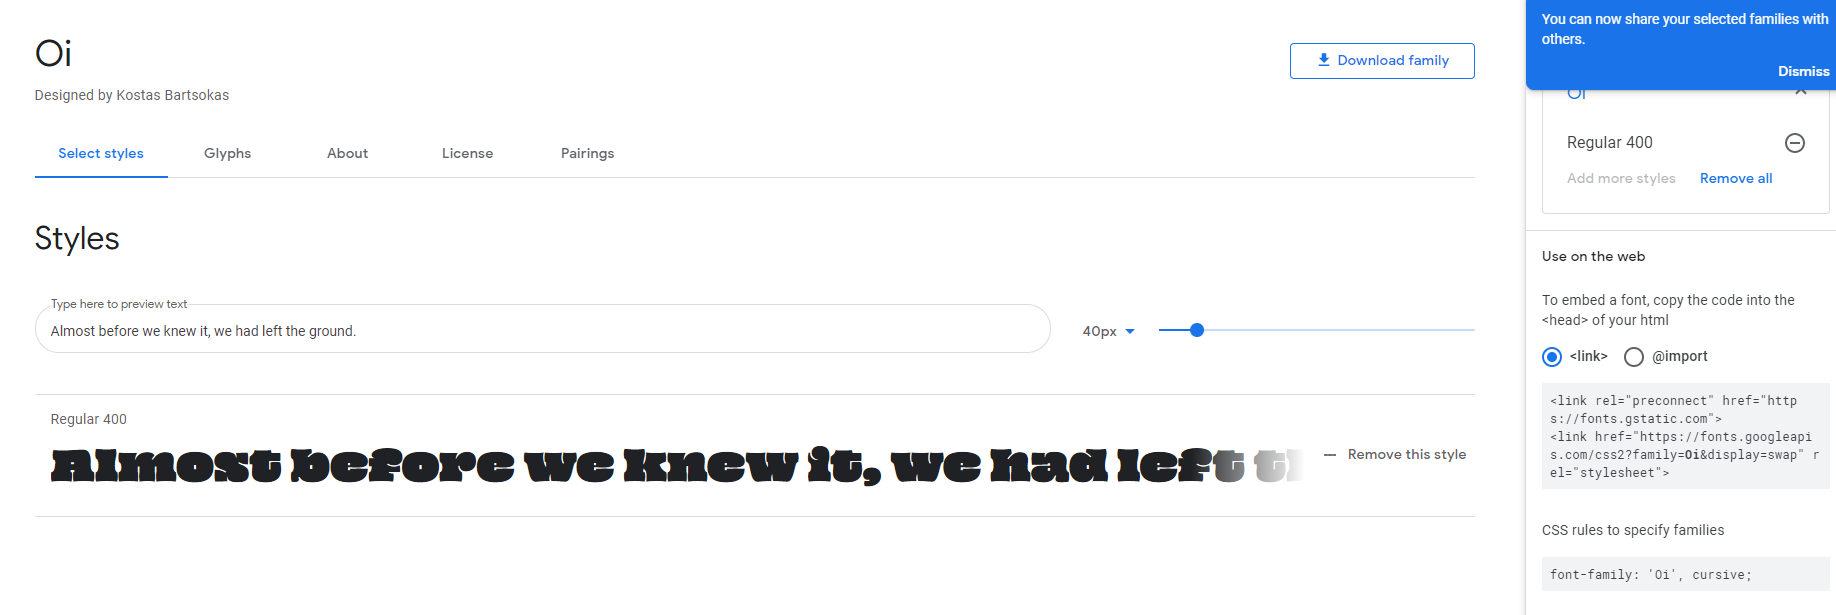 Oi
Designed by Kostas Bartsokas
Download family
Select styles
Glyphs
About
License
Pairings
Styles
Type here to preview text
Almost before we knew it, we had left the ground.
40px
Regular 400
Almost before we knew it, we had left t
Remove this style
You can now share your selected families with
others.
Dismiss
Oi
Regular 400
Add more styles
Remove all
Use on the web
To embed a font, copy the code into the
<head> of your html
<link>
@import
<link rel="preconnect" href="http
s://fonts.gstatic.com">
<link href="https://fonts.googleapi
s.com/css2?family=Oi&display=swap" r
el="stylesheet">
CSS rules to specify families
font-family: 'Oi', cursive;